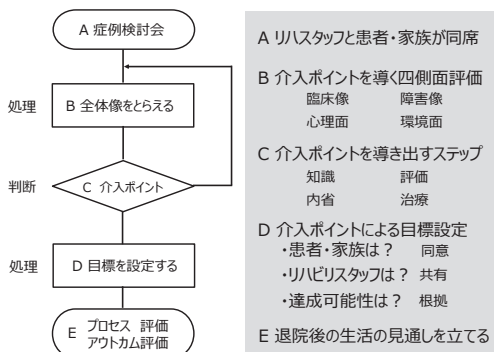 A 症例検討会
処理
B 全体像をとらえる
判断
C 介入ポイント
処理
D 目標を設定する
E プロセス 評価
アウトカム評価
A リハスタッフと患者・家族が同席
B 介入ポイントを導く四側面評価
臨床像 障害像
心理面 環境面
C 介入ポイントを導き出すステップ
知識 評価
内省 治療
D 介入ポイントによる目標設定
・患者・家族は？ 同意
・リハビリスタッフは？ 共有
・達成可能性は？ 根拠
E 退院後の生活の見通しを立てる